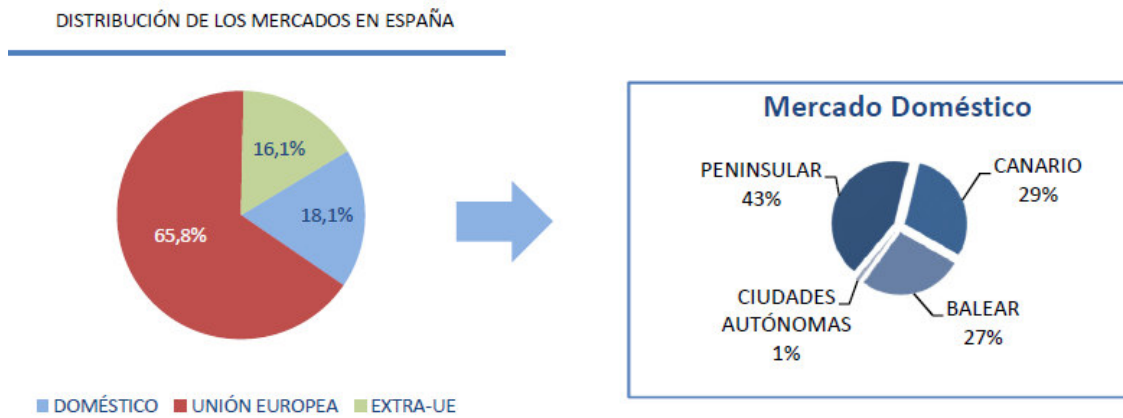 DISTRIBUCIÓN DE LOS MERCADOS EN ESPAÑA
16,1%
18,1%
65,8%
DOMÉSTICO UNIÓN EUROPEA EXTRA-UE
Mercado Doméstico
PENINSULAR
43%
CANARIO
29%
CIUDADES
AUTÓNOMAS
1%
BALEAR
27%